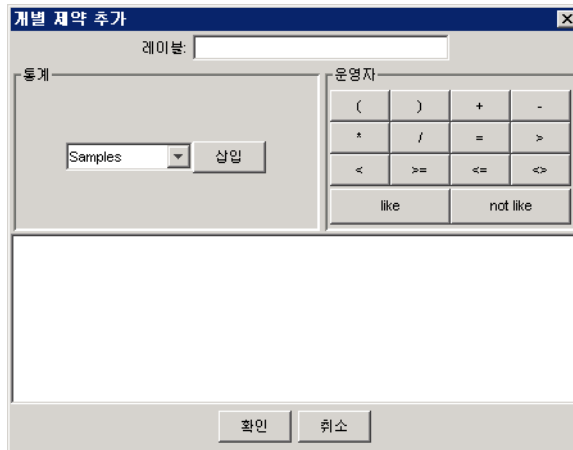 개별 제약 추가
레이블:
통계
Samples 삽입
운영자
( ) + -
* / = >
< >= <= <>
like not like
확인 취소